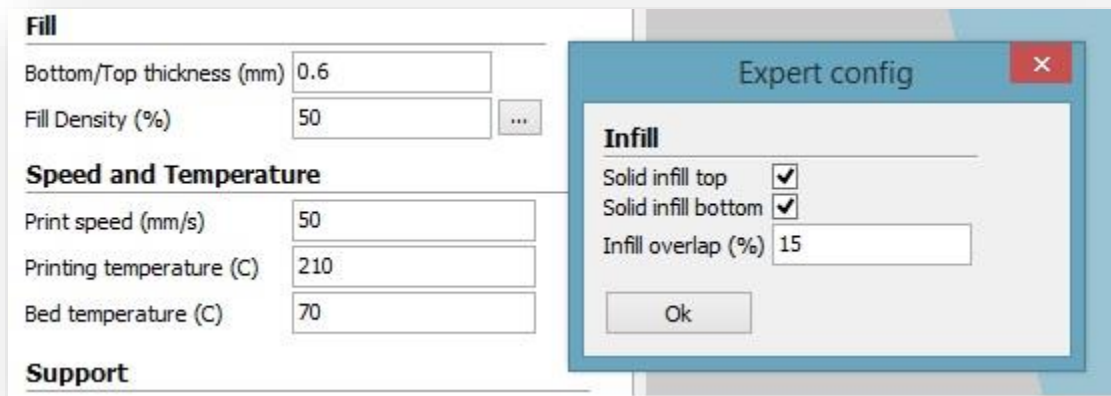 Fill
Bottom/Top thickness (mm) 0.6
Fill Density (%) 50 ...
Speed and Temperature
Print speed (mm/s) 50
Printing temperature (C) 210
Bed temperature (C) 70
Support
Expert config
Infill
Solid infill top
Solid infill bottom
Infill overlap (%) 15
Ok